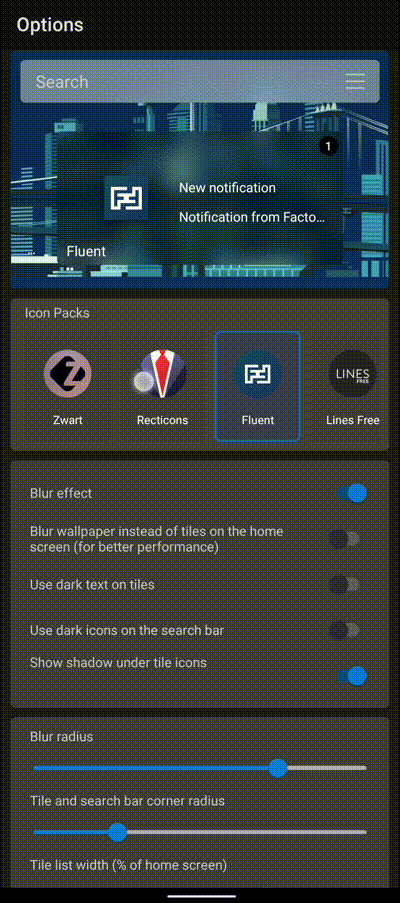 Options
Search
1
New notification
Notification from Facto...
Fluent
Icon Packs
Zwart
Recticons
Fluent
LINES
FREE
Lines Free
Blur effect
Blur wallpaper instead of tiles on the home
screen (for better performance)
Use dark text on tiles
Use dark icons on the search bar
Show shadow under tile icons
Blur radius
Tile and search bar corner radius
Tile list width (% of home screen)